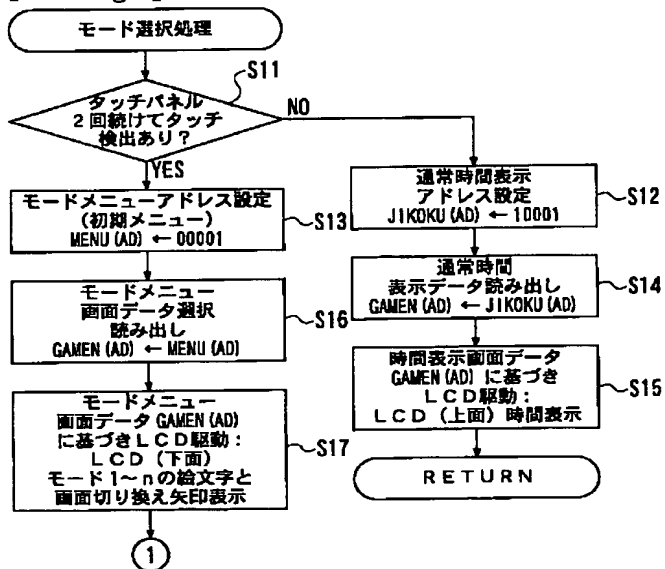 モード選択処理
S11
タッチパネル
2回続けてタッチ
検出あり?
NO
YES
通常時間表示
アドレス設定
JIKOKU(AD) ← 10001
S12
モードメニューアドレス設定
(初期メニュー)
MENU(AD) ← 00001
S13
通常時間
表示データ読み出し
GAMEN(AD) ← JIKOKU(AD)
S14
モードメニュー
画面データ選択
読み出し
GAMEN(AD) ← MENU(AD)
S16
時間表示画面データ
GAMEN(AD)に基づき
LCD駆動:
LCD(上面)時間表示
S15
モードメニュー
画面データGAMEN(AD)
に基づきLCD駆動:
LCD(下面)
モード1~nの絵文字と
画面切り換え矢印表示
S17
RETURN
1